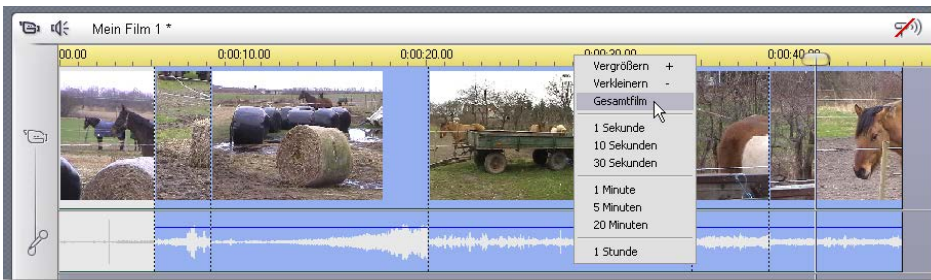 Mein Film 1 *
00.00 0:00:10.00 0:00:20.00 0:00:30.00 0:00:40.00
Vergrößern +
Verkleinern -
Gesamtfilm
1 Sekunde
10 Sekunden
30 Sekunden
1 Minute
5 Minuten
20 Minuten
1 Stunde